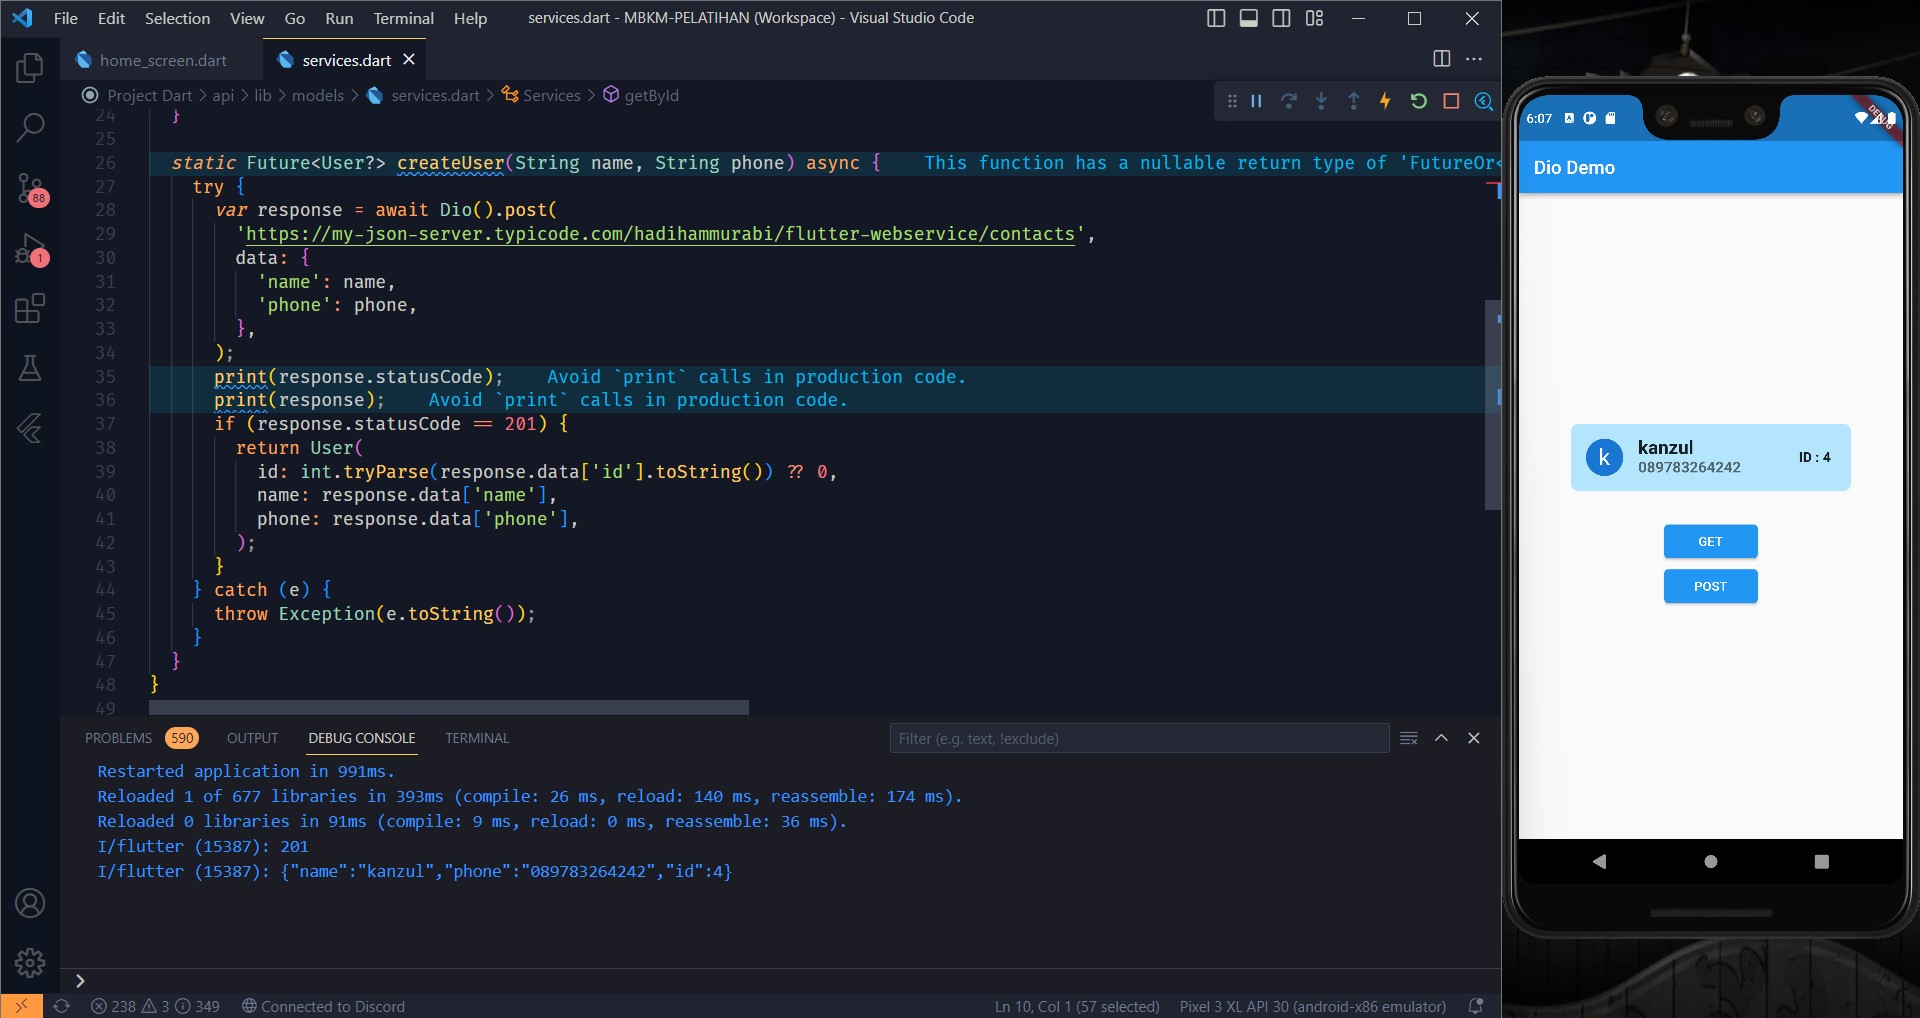 File Edit Selection View Go Run Terminal Help
services.dart - MBKM-PELATIHAN (Workspace) - Visual Studio Code
home_screen.dart
services.dart
Project Dart > api > lib > models > services.dart > Services > getById
24 }
25
26 static Future<User?> createUser(String name, String phone) async { This function has a nullable return type of 'FutureOr<
27 try {
28 var response = await Dio().post(
29 'https://my-json-server.typicode.com/hadihammurabi/flutter-webservice/contacts',
30 data: {
31 'name': name,
32 'phone': phone,
33 },
34 );
35 print(response.statusCode); Avoid `print` calls in production code.
36 print(response); Avoid `print` calls in production code.
37 if (response.statusCode == 201) {
38 return User(
39 id: int.tryParse(response.data['id'].toString()) ?? 0,
40 name: response.data['name'],
41 phone: response.data['phone'],
42 );
43 }
44 } catch (e) {
45 throw Exception(e.toString());
46 }
47 }
48 }
49
88
1
PROBLEMS 590 OUTPUT DEBUG CONSOLE TERMINAL
Filter (e.g. text, !exclude)
Restarted application in 991ms.
Reloaded 1 of 677 libraries in 393ms (compile: 26 ms, reload: 140 ms, reassemble: 174 ms).
Reloaded 0 libraries in 91ms (compile: 9 ms, reload: 0 ms, reassemble: 36 ms).
I/flutter (15387): 201
I/flutter (15387): {"name":"kanzul","phone":"089783264242","id":4}
238 3 349 Connected to Discord
Ln 10, Col 1 (57 selected) Pixel 3 XL API 30 (android-x86 emulator)
6:07
DEBUG
Dio Demo
k
kanzul
089783264242
ID : 4
GET
POST